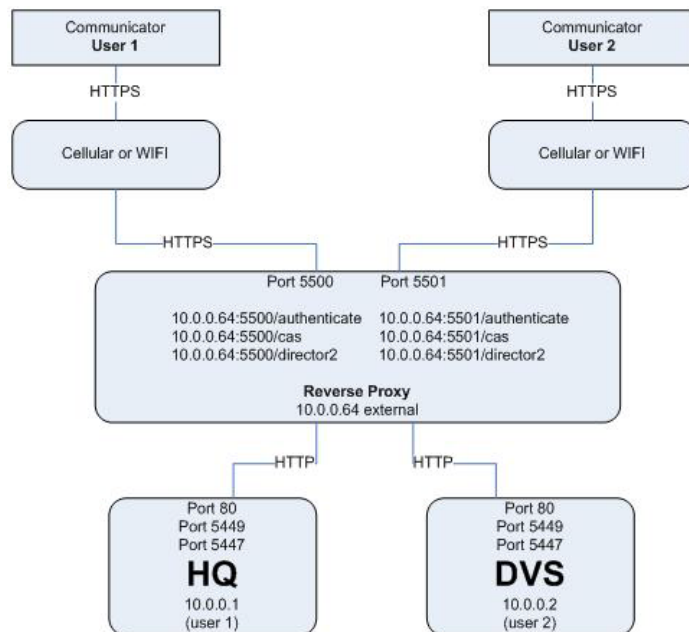 Communicator
User 1
Communicator
User 2
HTTPS
HTTPS
Cellular or WIFI
Cellular or WIFI
HTTPS
HTTPS
Port 5500
Port 5501
10.0.0.64:5500/authenticate
10.0.0.64:5501/authenticate
10.0.0.64:5500/cas
10.0.0.64:5501/cas
10.0.0.64:5500/director2
10.0.0.64:5501/director2
Reverse Proxy
10.0.0.64 external
HTTP
HTTP
Port 80
Port 5449
Port 5447
HQ
10.0.0.1
(user 1)
Port 80
Port 5449
Port 5447
DVS
10.0.0.2
(user 2)